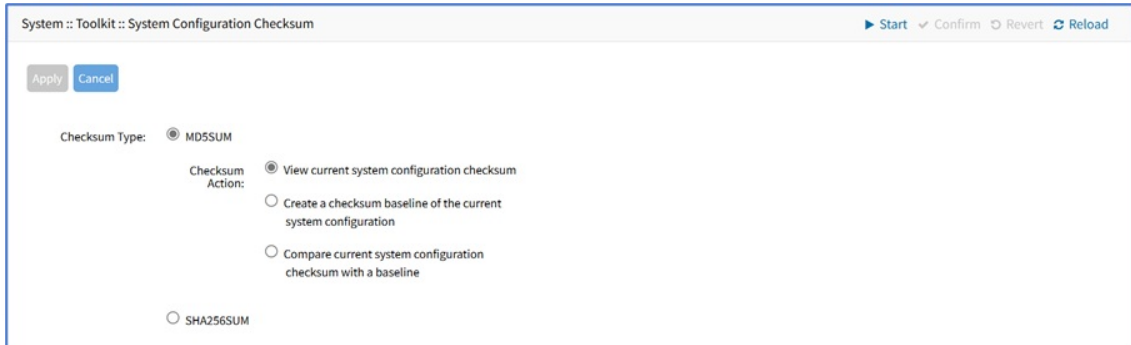 System :: Toolkit :: System Configuration Checksum
Start Confirm Revert Reload
Apply Cancel
Checksum Type: MD5SUM
Checksum Action:
View current system configuration checksum
Create a checksum baseline of the current
system configuration
Compare current system configuration
checksum with a baseline
SHA256SUM